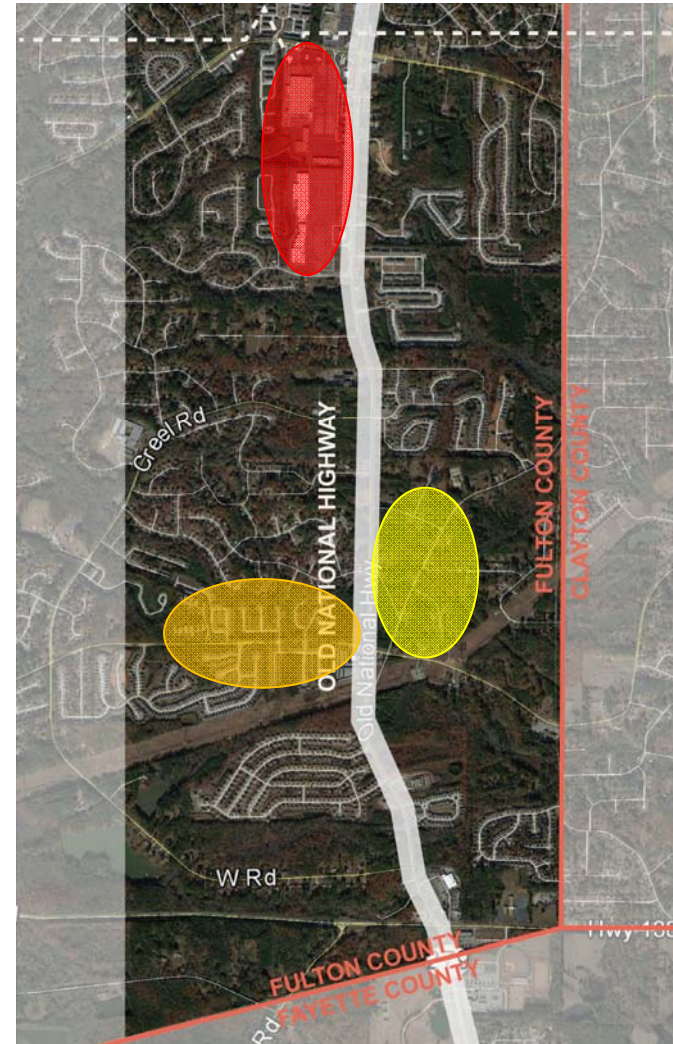 Creel Rd
OLD NATIONAL HIGHWAY
Old National Hwy
FULTON COUNTY
CLAYTON COUNTY
W Rd
Hwy 138
FULTON COUNTY
FAYETTE COUNTY
Rd